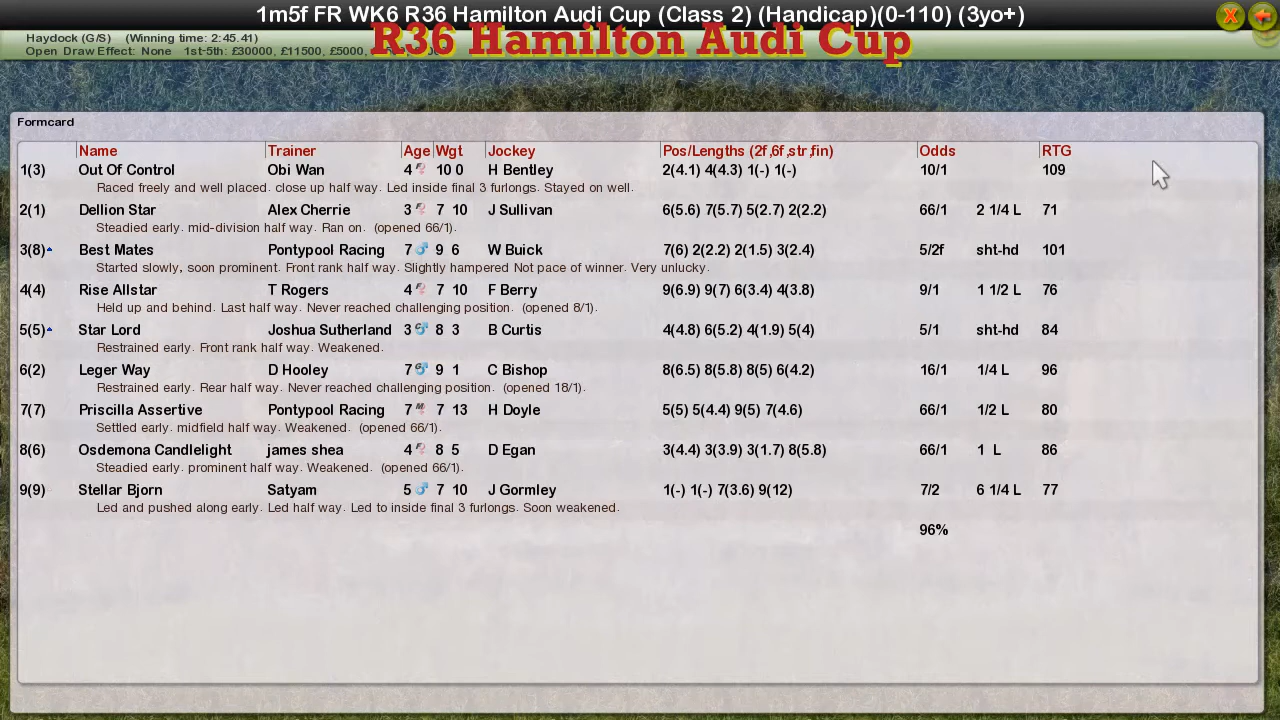 1m5f FR WK6 R36 Hamilton Audi Cup (Class 2) (Handicap)(0-110) (3yo+)
Haydock (G/S) (Winning time: 2:45.41)
R36 Hamilton Audi Cup
Open Draw Effect: None 1st-5th: £30000, £11500, £5000,
Formcard
Name Trainer Age Wgt Jockey Pos/Lengths (2f,6f,str,fin) Odds RTG
1(3) Out Of Control Obi Wan 4 10 0 H Bentley 2(4.1) 4(4.3) 1(-) 1(-) 10/1 109
Raced freely and well placed. close up half way. Led inside final 3 furlongs. Stayed on well.
2(1) Dellion Star Alex Cherrie 3 7 10 J Sullivan 6(5.6) 7(5.7) 5(2.7) 2(2.2) 66/1 2 1/4 L 71
Steadied early. mid-division half way. Ran on. (opened 66/1).
3(8) Best Mates Pontypool Racing 7 9 6 W Buick 7(6) 2(2.2) 2(1.5) 3(2.4) 5/2f sht-hd 101
Started slowly, soon prominent. Front rank half way. Slightly hampered Not pace of winner. Very unlucky.
4(4) Rise Allstar T Rogers 4 7 10 F Berry 9(6.9) 9(7) 6(3.4) 4(3.8) 9/1 1 1/2 L 76
Held up and behind. Last half way. Never reached challenging position. (opened 8/1).
5(5) Star Lord Joshua Sutherland 3 8 3 B Curtis 4(4.8) 6(5.2) 4(1.9) 5(4) 5/1 sht-hd 84
Restrained early. Front rank half way. Weakened.
6(2) Leger Way D Hooley 7 9 1 C Bishop 8(6.5) 8(5.8) 8(5) 6(4.2) 16/1 1/4 L 96
Restrained early. Rear half way. Never reached challenging position. (opened 18/1).
7(7) Priscilla Assertive Pontypool Racing 7 7 13 H Doyle 5(5) 5(4.4) 9(5) 7(4.6) 66/1 1/2 L 80
Settled early. midfield half way. Weakened. (opened 66/1).
8(6) Osdemona Candlelight james shea 4 8 5 D Egan 3(4.4) 3(3.9) 3(1.7) 8(5.8) 66/1 1 L 86
Steadied early. prominent half way. Weakened. (opened 66/1).
9(9) Stellar Bjorn Satyam 5 7 10 J Gormley 1(-) 1(-) 7(3.6) 9(12) 7/2 6 1/4 L 77
Led and pushed along early. Led half way. Led to inside final 3 furlongs. Soon weakened.
96%